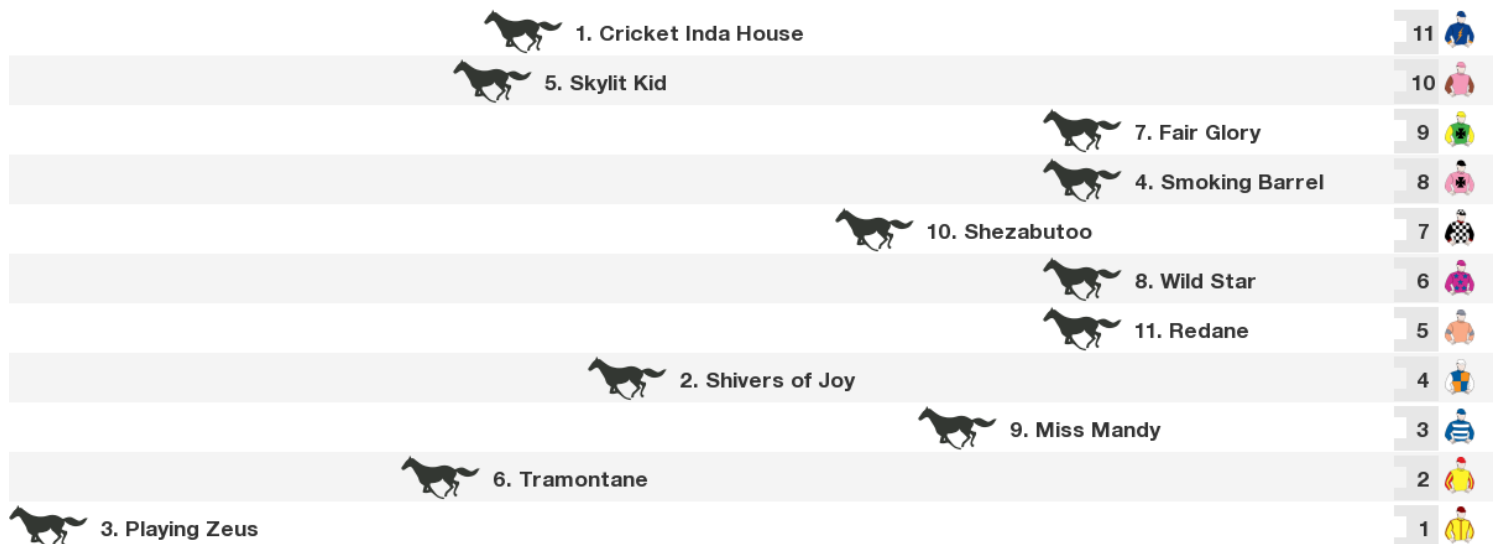 1. Cricket Inda House 11
5. Skylit Kid 10
7. Fair Glory 9
4. Smoking Barrel 8
10. Shezabutoo 7
8. Wild Star 6
11. Redane 5
2. Shivers of Joy 4
9. Miss Mandy 3
6. Tramontane 2
3. Playing Zeus 1